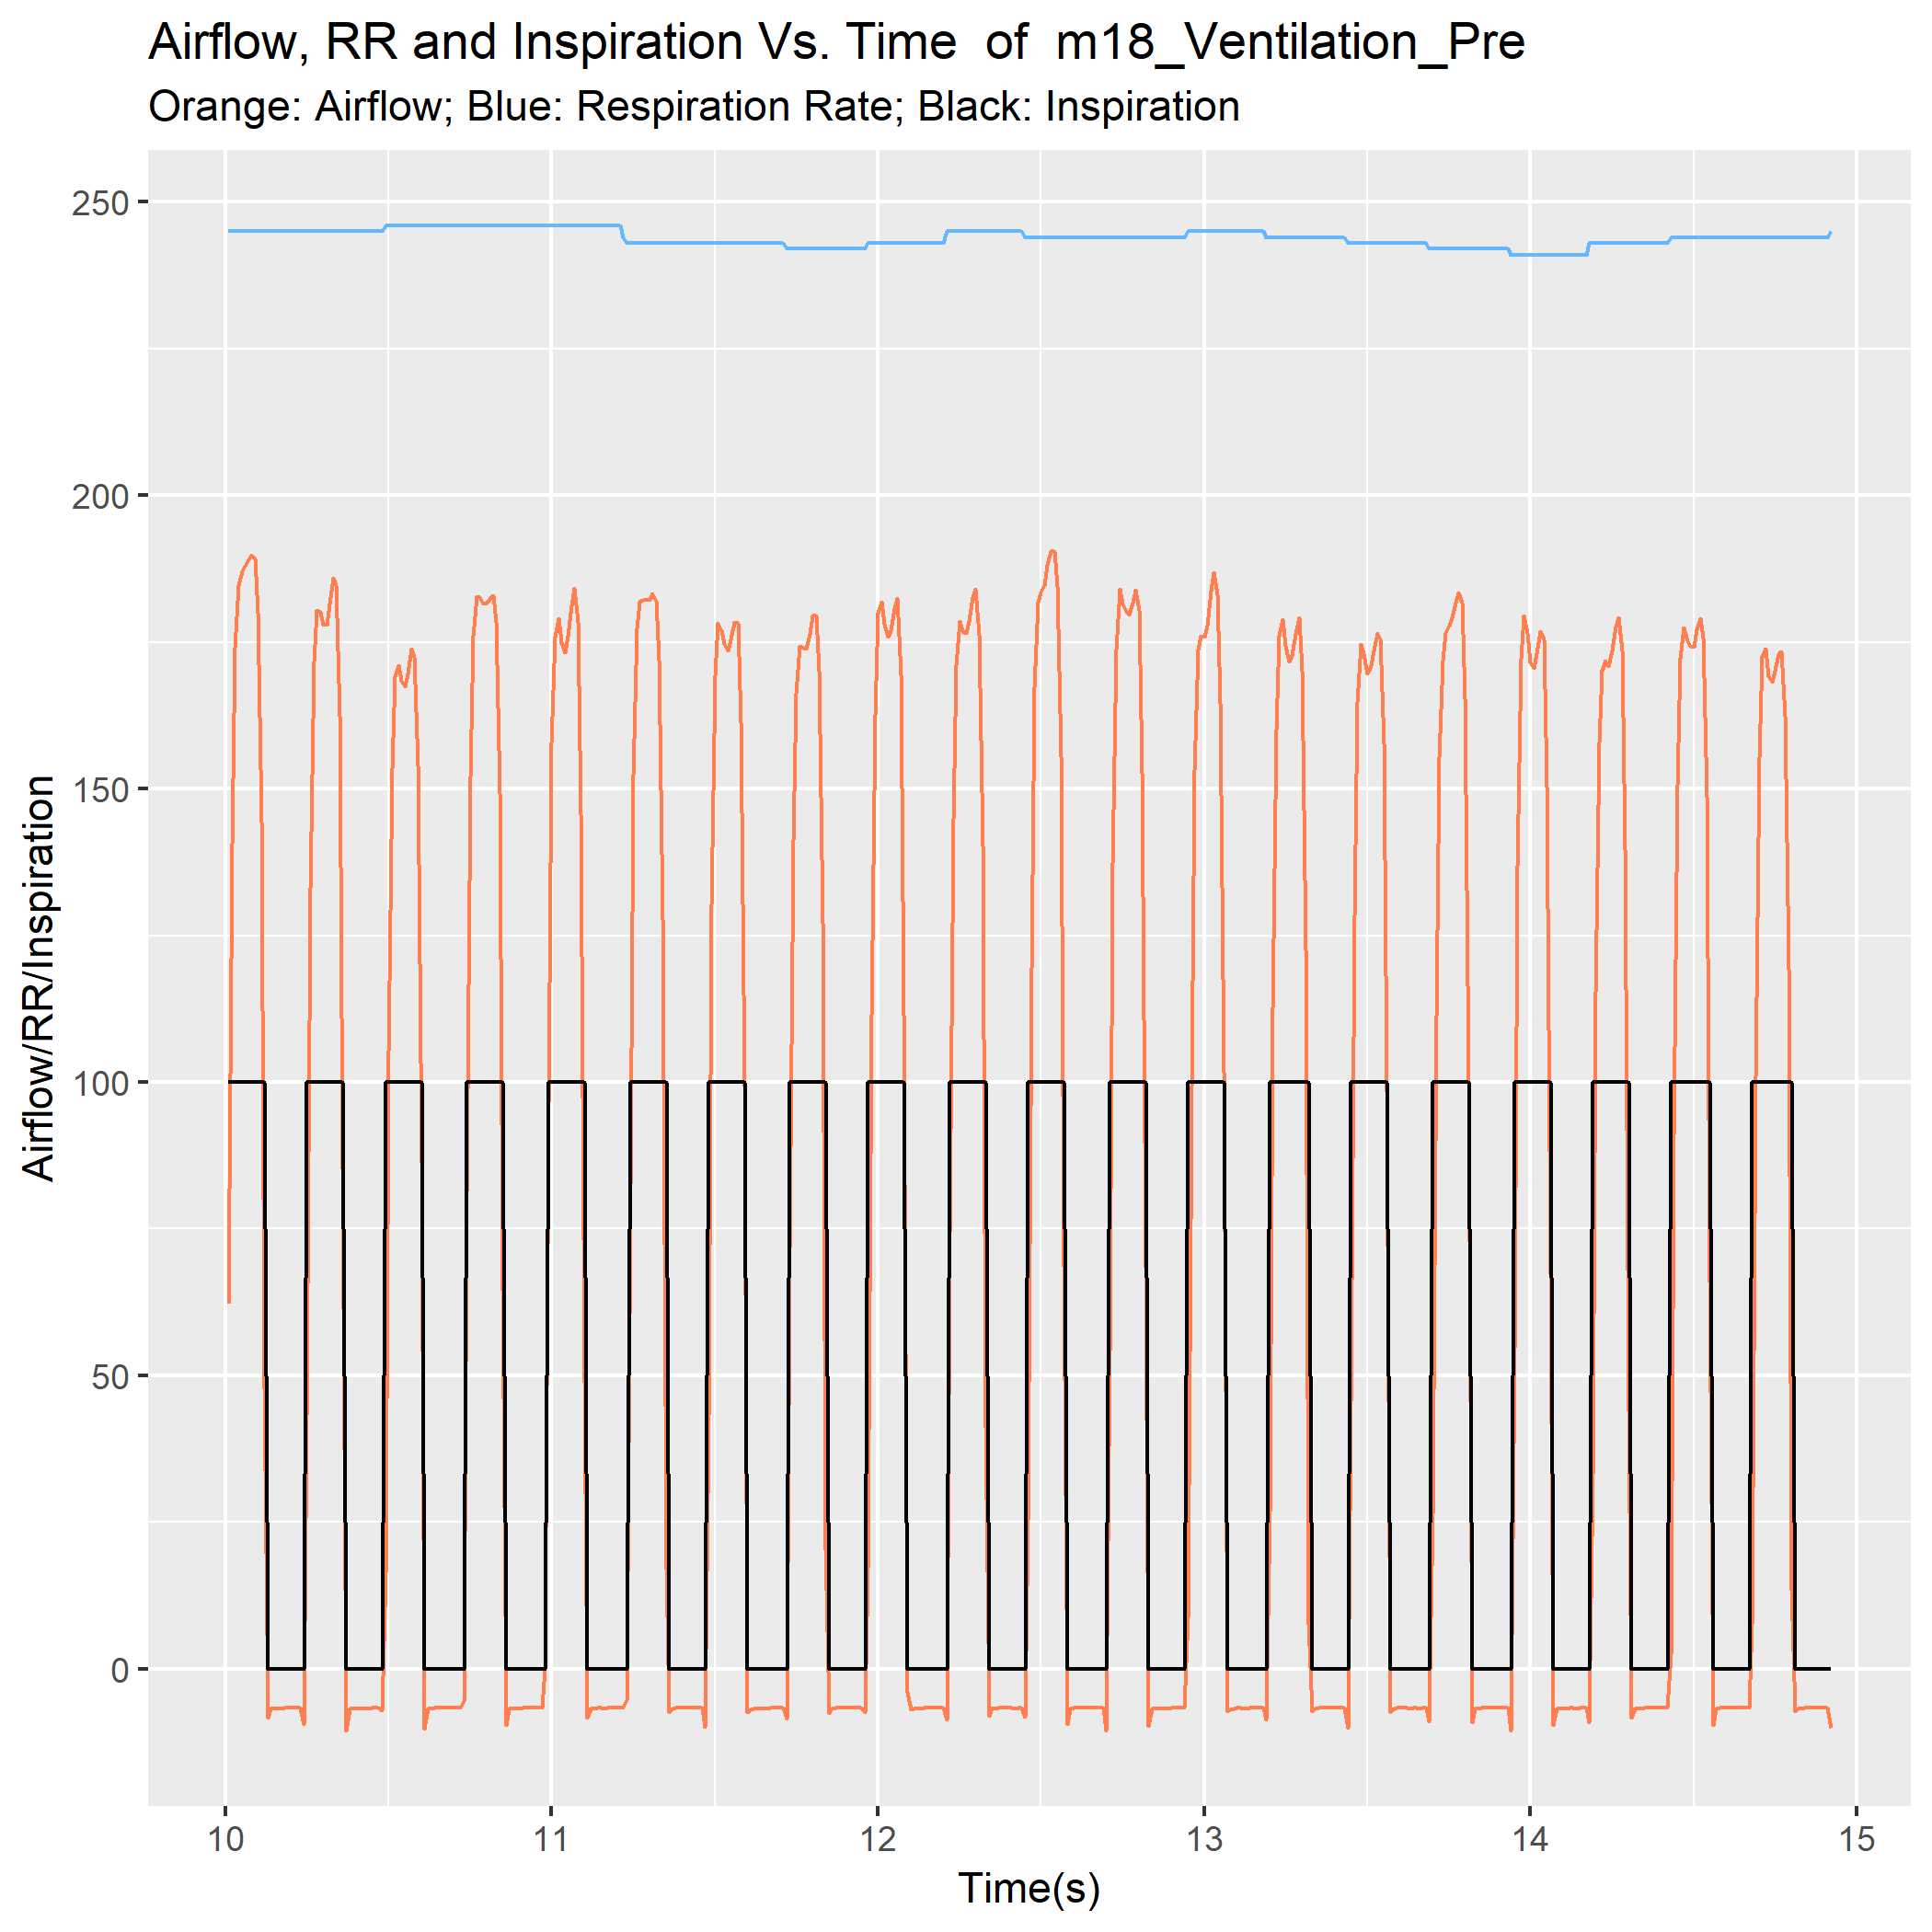 Airflow, RR and Inspiration Vs. Time  of  m18_Ventilation_Pre
Orange: Airflow; Blue: Respiration Rate; Black: Inspiration
Airflow/RR/Inspiration
250
200
150
100
50
0
10 11 12 13 14 15
Time(s)